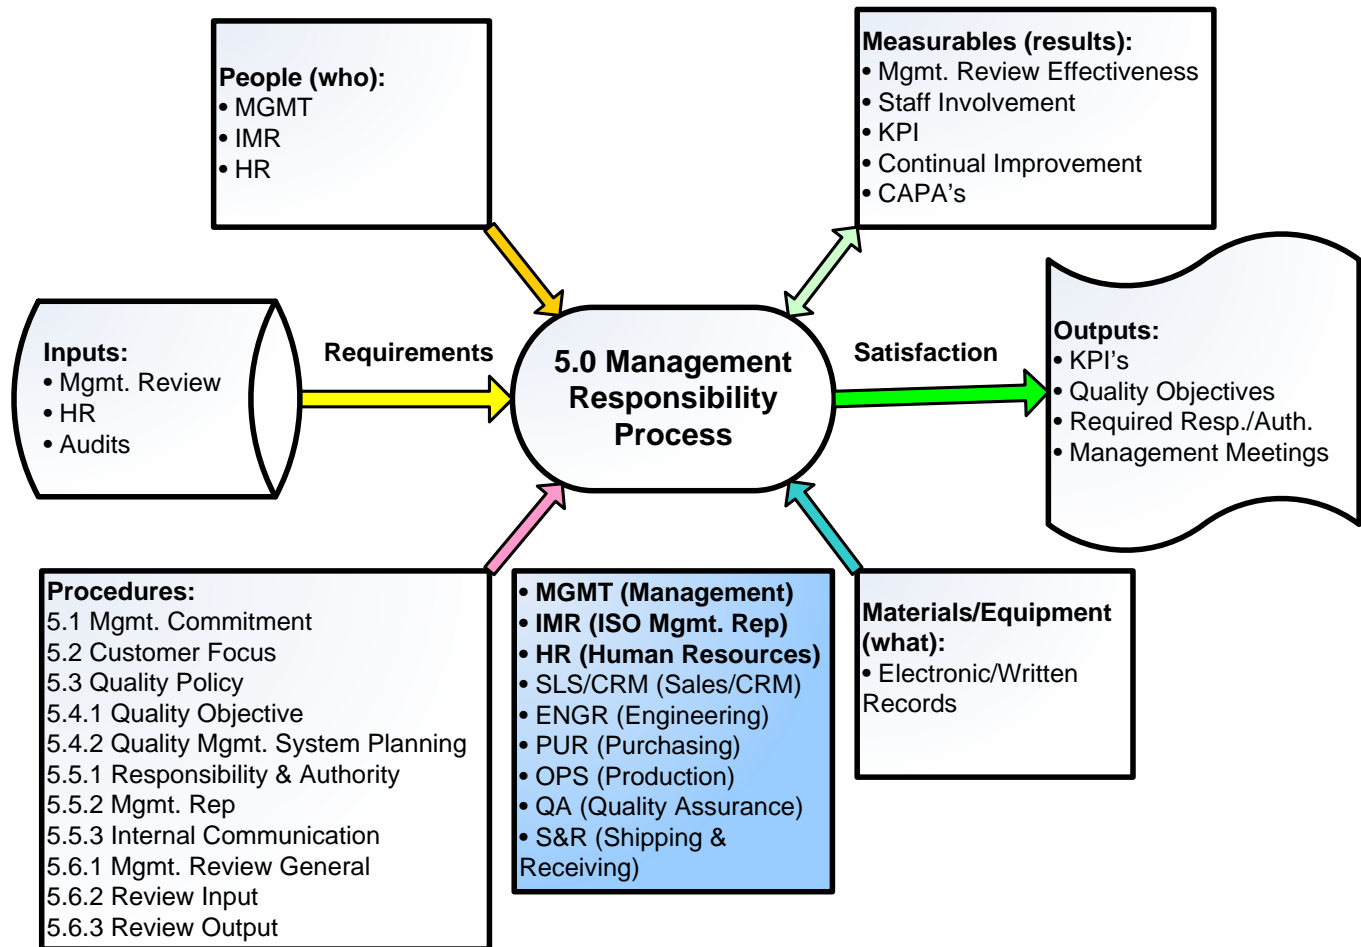 People (who):
• MGMT
• IMR
• HR
Measurables (results):
• Mgmt. Review Effectiveness
• Staff Involvement
• KPI
• Continual Improvement
• CAPA's
Inputs:
• Mgmt. Review
• HR
• Audits
Requirements
5.0 Management
Responsibility
Process
Satisfaction
Outputs:
• KPI's
• Quality Objectives
• Required Resp./Auth.
• Management Meetings
Procedures:
5.1 Mgmt. Commitment
5.2 Customer Focus
5.3 Quality Policy
5.4.1 Quality Objective
5.4.2 Quality Mgmt. System Planning
5.5.1 Responsibility & Authority
5.5.2 Mgmt. Rep
5.5.3 Internal Communication
5.6.1 Mgmt. Review General
5.6.2 Review Input
5.6.3 Review Output
• MGMT (Management)
• IMR (ISO Mgmt. Rep)
• HR (Human Resources)
• SLS/CRM (Sales/CRM)
• ENGR (Engineering)
• PUR (Purchasing)
• OPS (Production)
• QA (Quality Assurance)
• S&R (Shipping &
Receiving)
Materials/Equipment
(what):
• Electronic/Written
Records